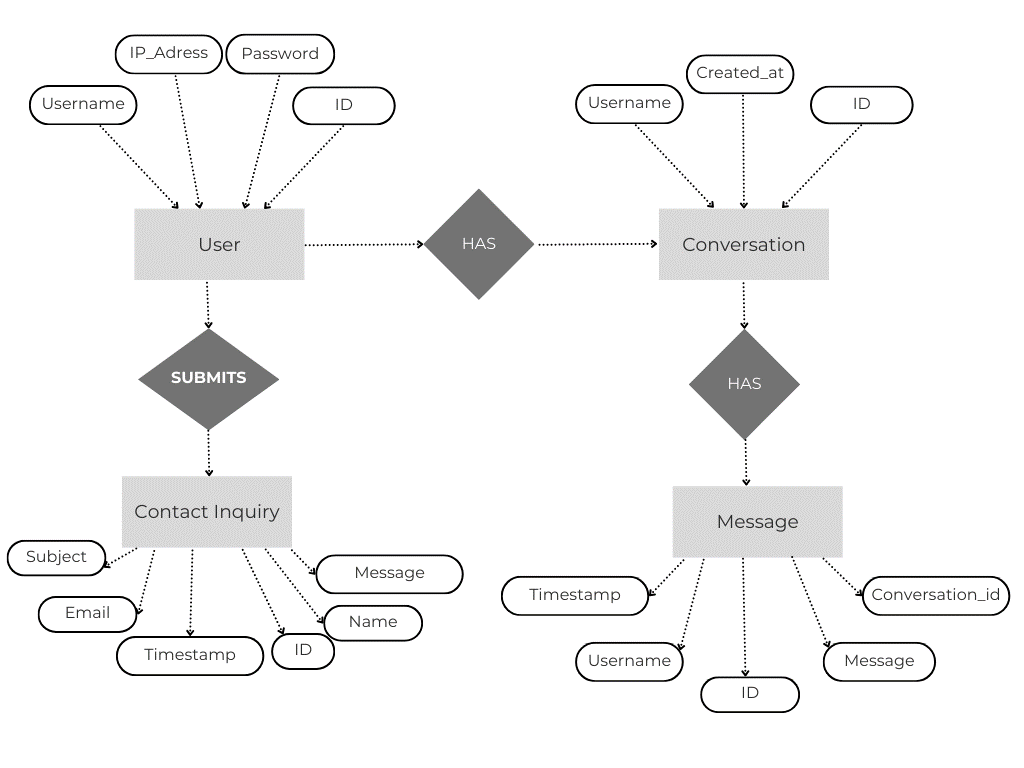 IP_Adress
Password
Username
ID
Created_at
Username
ID
User
HAS
Conversation
SUBMITS
HAS
Contact Inquiry
Message
Subject
Message
Email
Name
Timestamp
ID
Timestamp
Conversation_id
Username
Message
ID